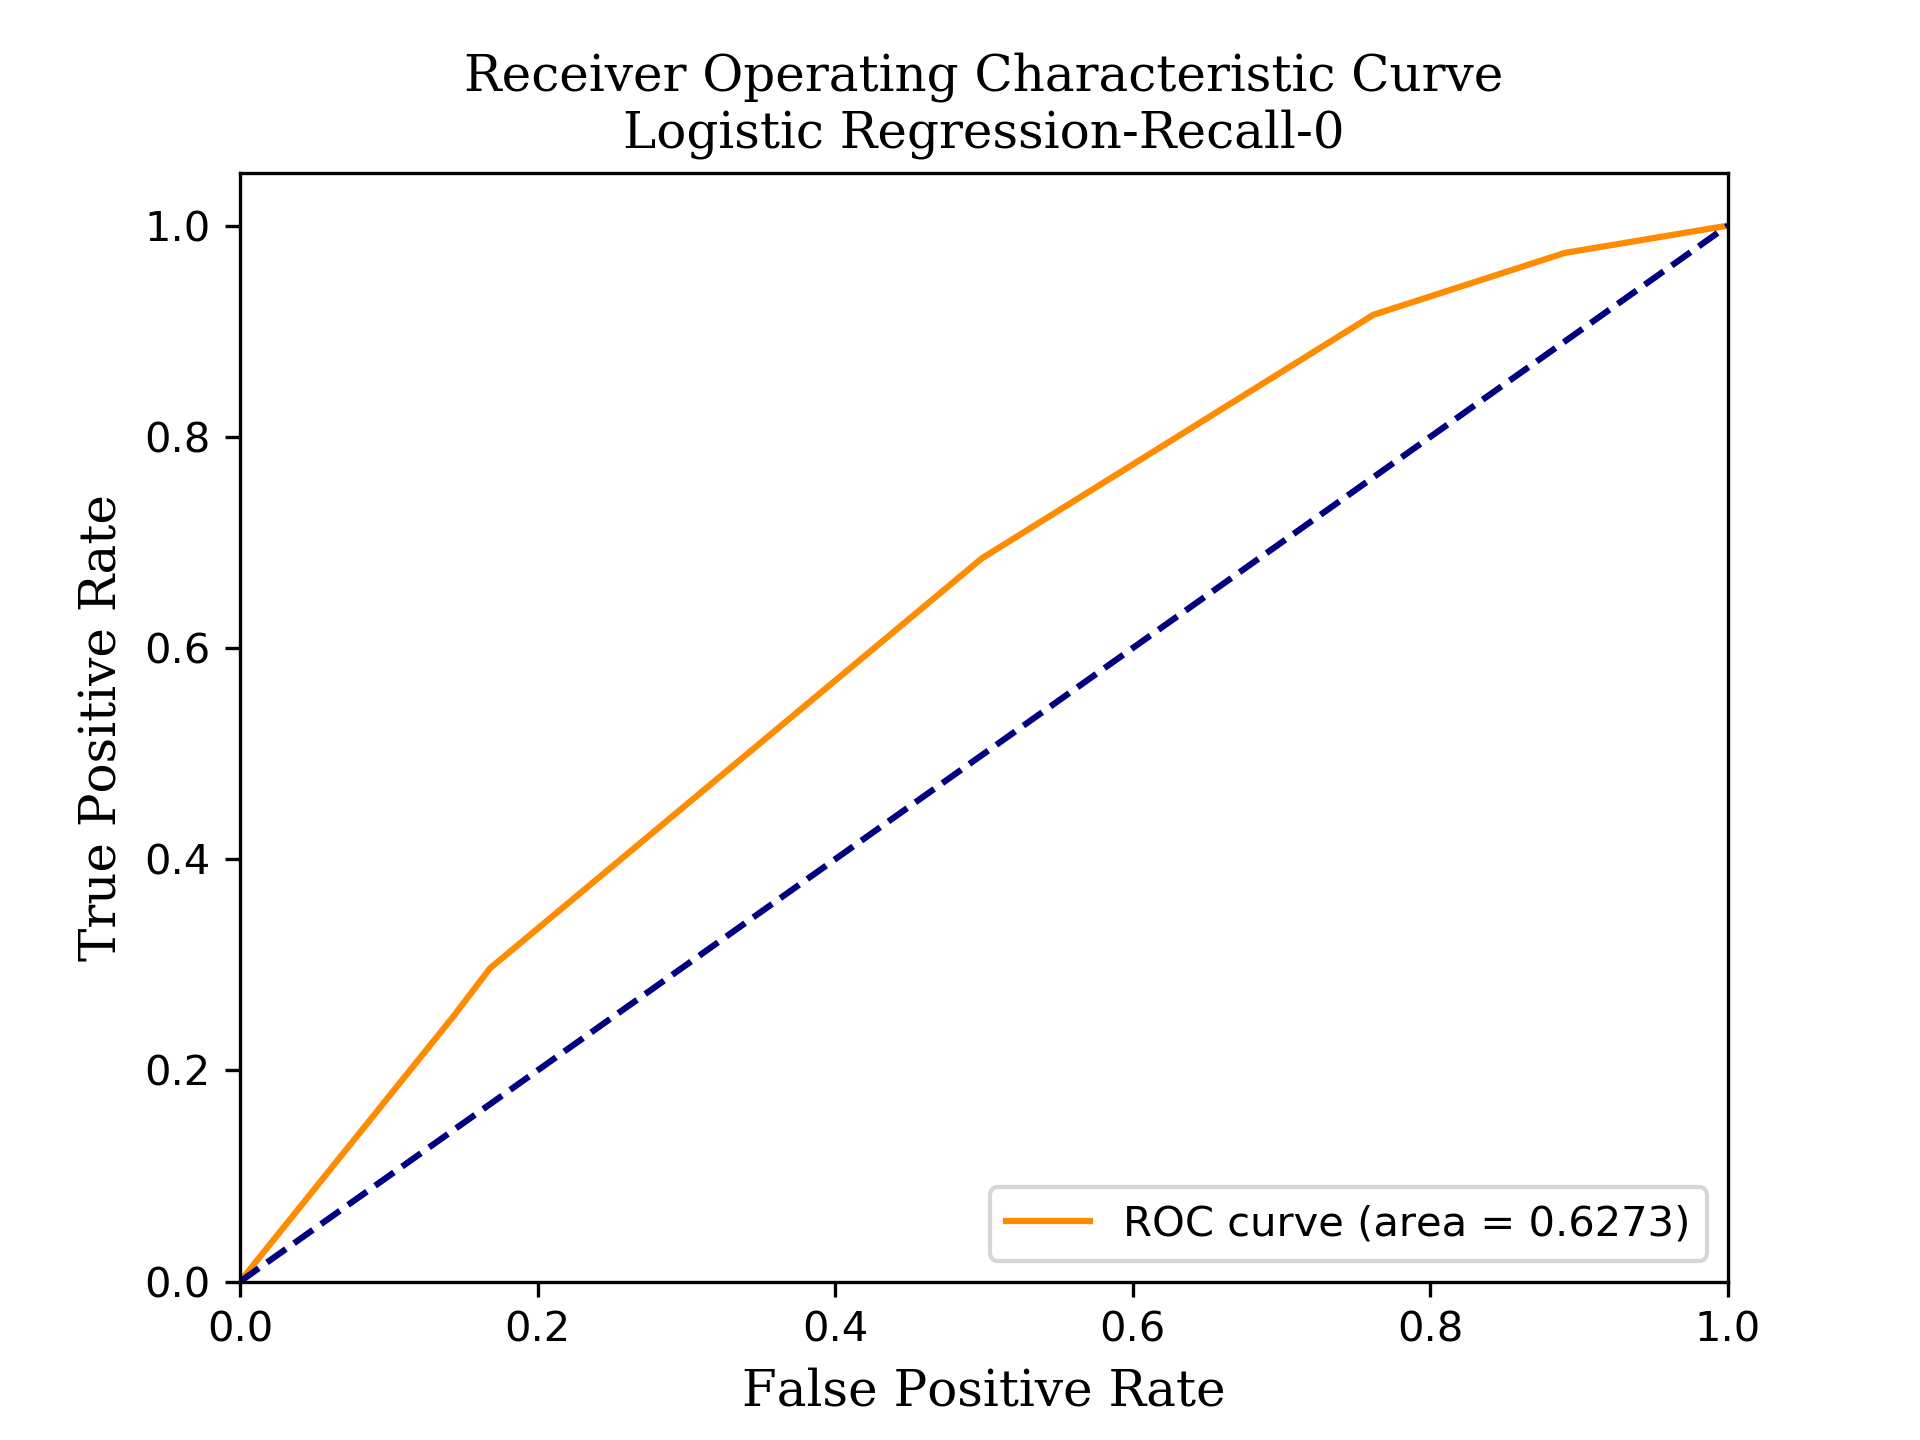 Receiver Operating Characteristic Curve
Logistic Regression-Recall-0
1.0
0.8
0.6
0.4
0.2
0.0
True Positive Rate
ROC curve (area = 0.6273)
0.0 0.2 0.4 0.6 0.8 1.0
False Positive Rate